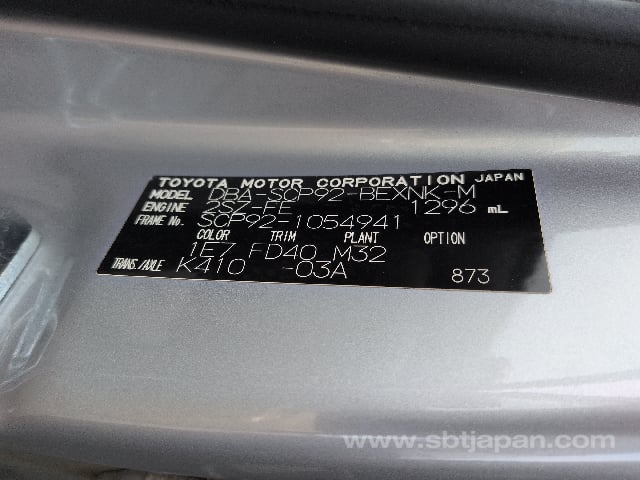 TOYOTA MOTOR CORPORATION JAPAN
MODEL DBA-SCP92-BEXNK-M
ENGINE 2SZ-FE 1296 mL
FRAME No. SCP92-1054941
COLOR TRIM PLANT OPTION
1E7 FD40 M32
TRANS./AXLE K410 -03A 873
www.sbtjapan.com